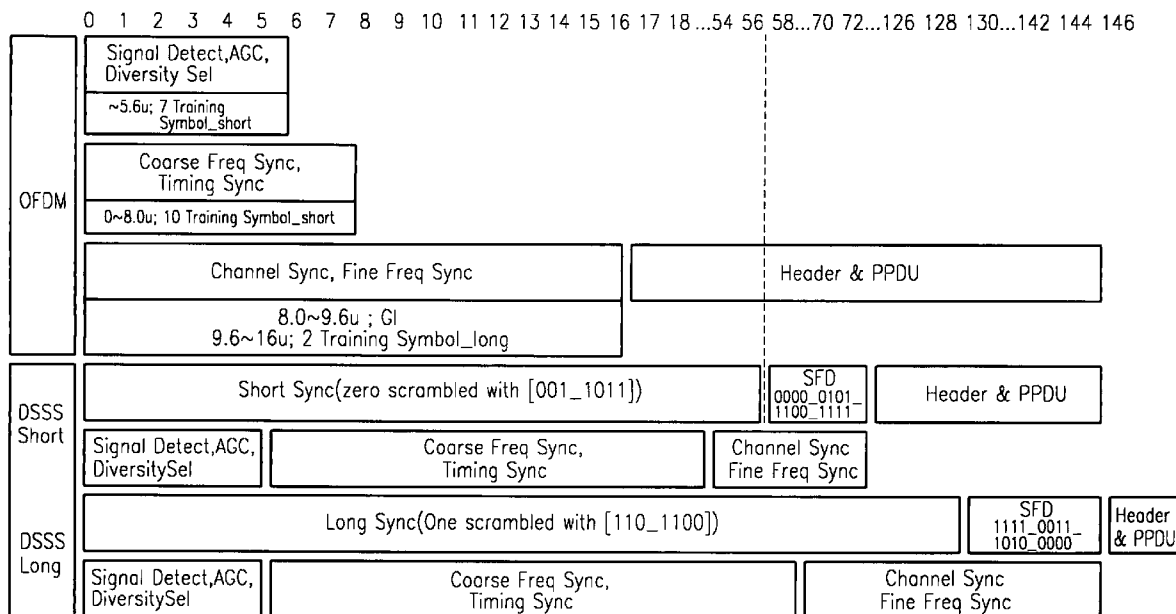 0 1 2 3 4 5 6 7 8 9 10 11 12 13 14 15 16 17 18...54 56 58...70 72...126 128 130...142 144 146
OFDM
Signal Detect,AGC,
Diversity Sel
~5.6u; 7 Training
Symbol_short
Coarse Freq Sync,
Timing Sync
0~8.0u; 10 Training Symbol_short
Channel Sync, Fine Freq Sync
Header & PPDU
8.0~9.6u ; GI
9.6~16u; 2 Training Symbol_long
DSSS
Short
Short Sync(zero scrambled with [001_1011])
SFD
0000_0101_
1100_1111
Header & PPDU
Signal Detect,AGC,
DiversitySel
Coarse Freq Sync,
Timing Sync
Channel Sync
Fine Freq Sync
DSSS
Long
Long Sync(One scrambled with [110_1100])
SFD
1111_0011_
1010_0000
Header
& PPDU
Signal Detect,AGC,
DiversitySel
Coarse Freq Sync,
Timing Sync
Channel Sync
Fine Freq Sync